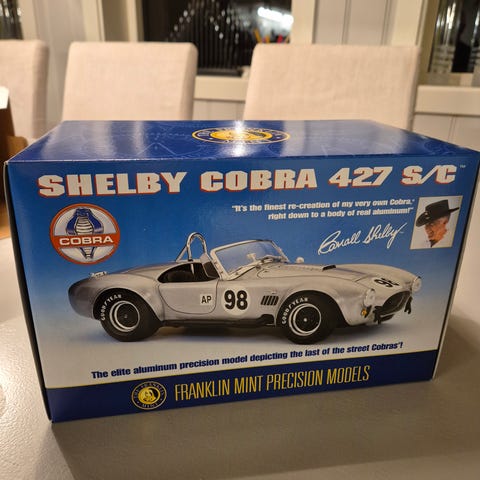 SHELBY COBRA 427 S/C™
"It's the finest re-creation of my very own Cobra,
right down to a body of real aluminum!"
Carroll Shelby
COBRA
GOODYEAR
AP
98
GOODYEAR
98
The elite aluminum precision model depicting the last of the street Cobras!
FRANKLIN MINT PRECISION MODELS